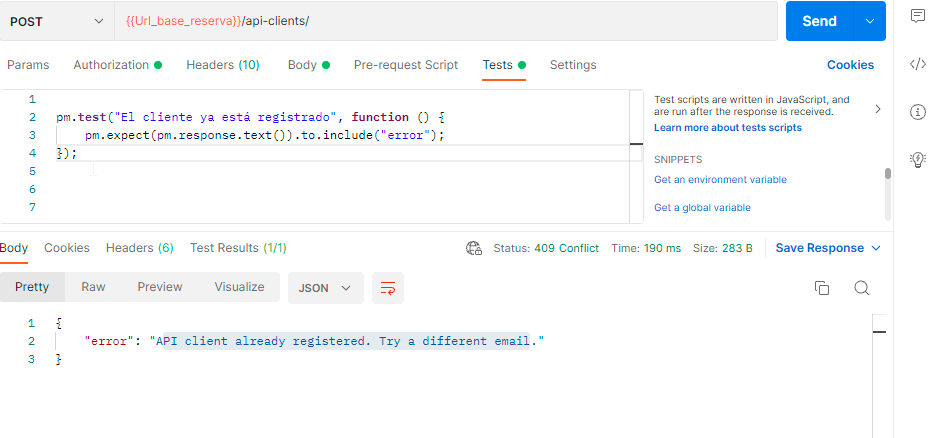 POST {{Url_base_reserva}}/api-clients/ Send
Params Authorization Headers (10) Body Pre-request Script Tests Settings Cookies
1
2 pm.test("El cliente ya está registrado", function () {
3 pm.expect(pm.response.text()).to.include("error");
4 });
5
6
7
Test scripts are written in JavaScript, and
are run after the response is received.
Learn more about tests scripts
SNIPPETS
Get an environment variable
Get a global variable
Body Cookies Headers (6) Test Results (1/1) Status: 409 Conflict Time: 190 ms Size: 283 B Save Response
Pretty Raw Preview Visualize JSON
1 {
2 "error": "API client already registered. Try a different email."
3 }